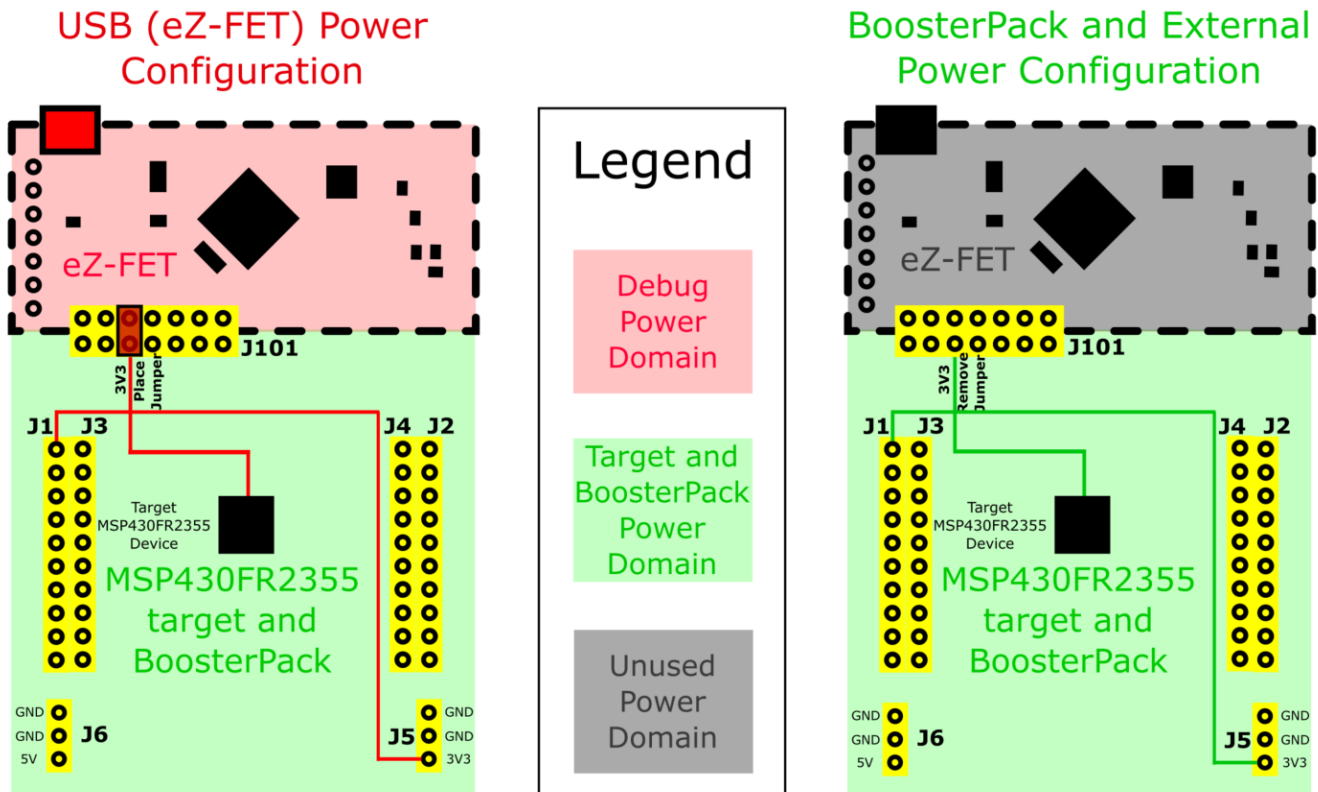 USB (eZ-FET) Power
Configuration
eZ-FET
J101
3V3
Place
Jumper
J1
J3
J4
J2
Target
MSP430FR2355
Device
MSP430FR2355
target and
BoosterPack
GND
GND
5V
J6
J5
GND
GND
3V3
Legend
Debug
Power
Domain
Target and
BoosterPack
Power
Domain
Unused
Power
Domain
BoosterPack and External
Power Configuration
eZ-FET
J101
3V3
Remove
Jumper
J1
J3
J4
J2
Target
MSP430FR2355
Device
MSP430FR2355
target and
BoosterPack
GND
GND
5V
J6
J5
GND
GND
3V3